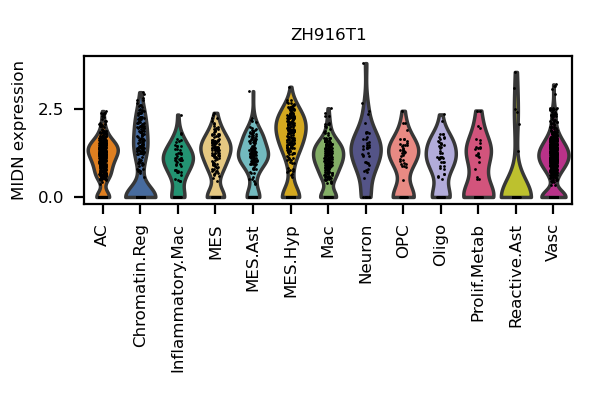 ZH916T1
MIDN expression
2.5
0.0
AC
Chromatin.Reg
Inflammatory.Mac
MES
MES.Ast
MES.Hyp
Mac
Neuron
OPC
Oligo
Prolif.Metab
Reactive.Ast
Vasc